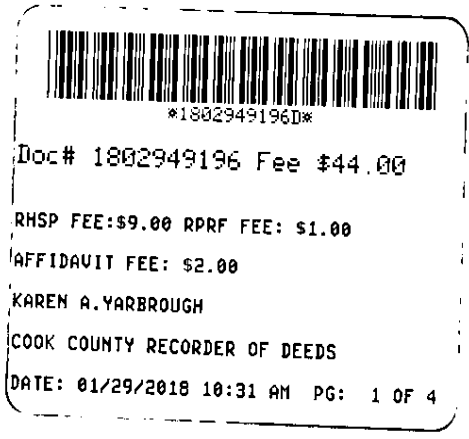 *1802949196D*
Doc# 1802949196 Fee $44.00
RHSP FEE:$9.00 RPRF FEE: $1.00
AFFIDAVIT FEE: $2.00
KAREN A.YARBROUGH
COOK COUNTY RECORDER OF DEEDS
DATE: 01/29/2018 10:31 AM PG: 1 OF 4